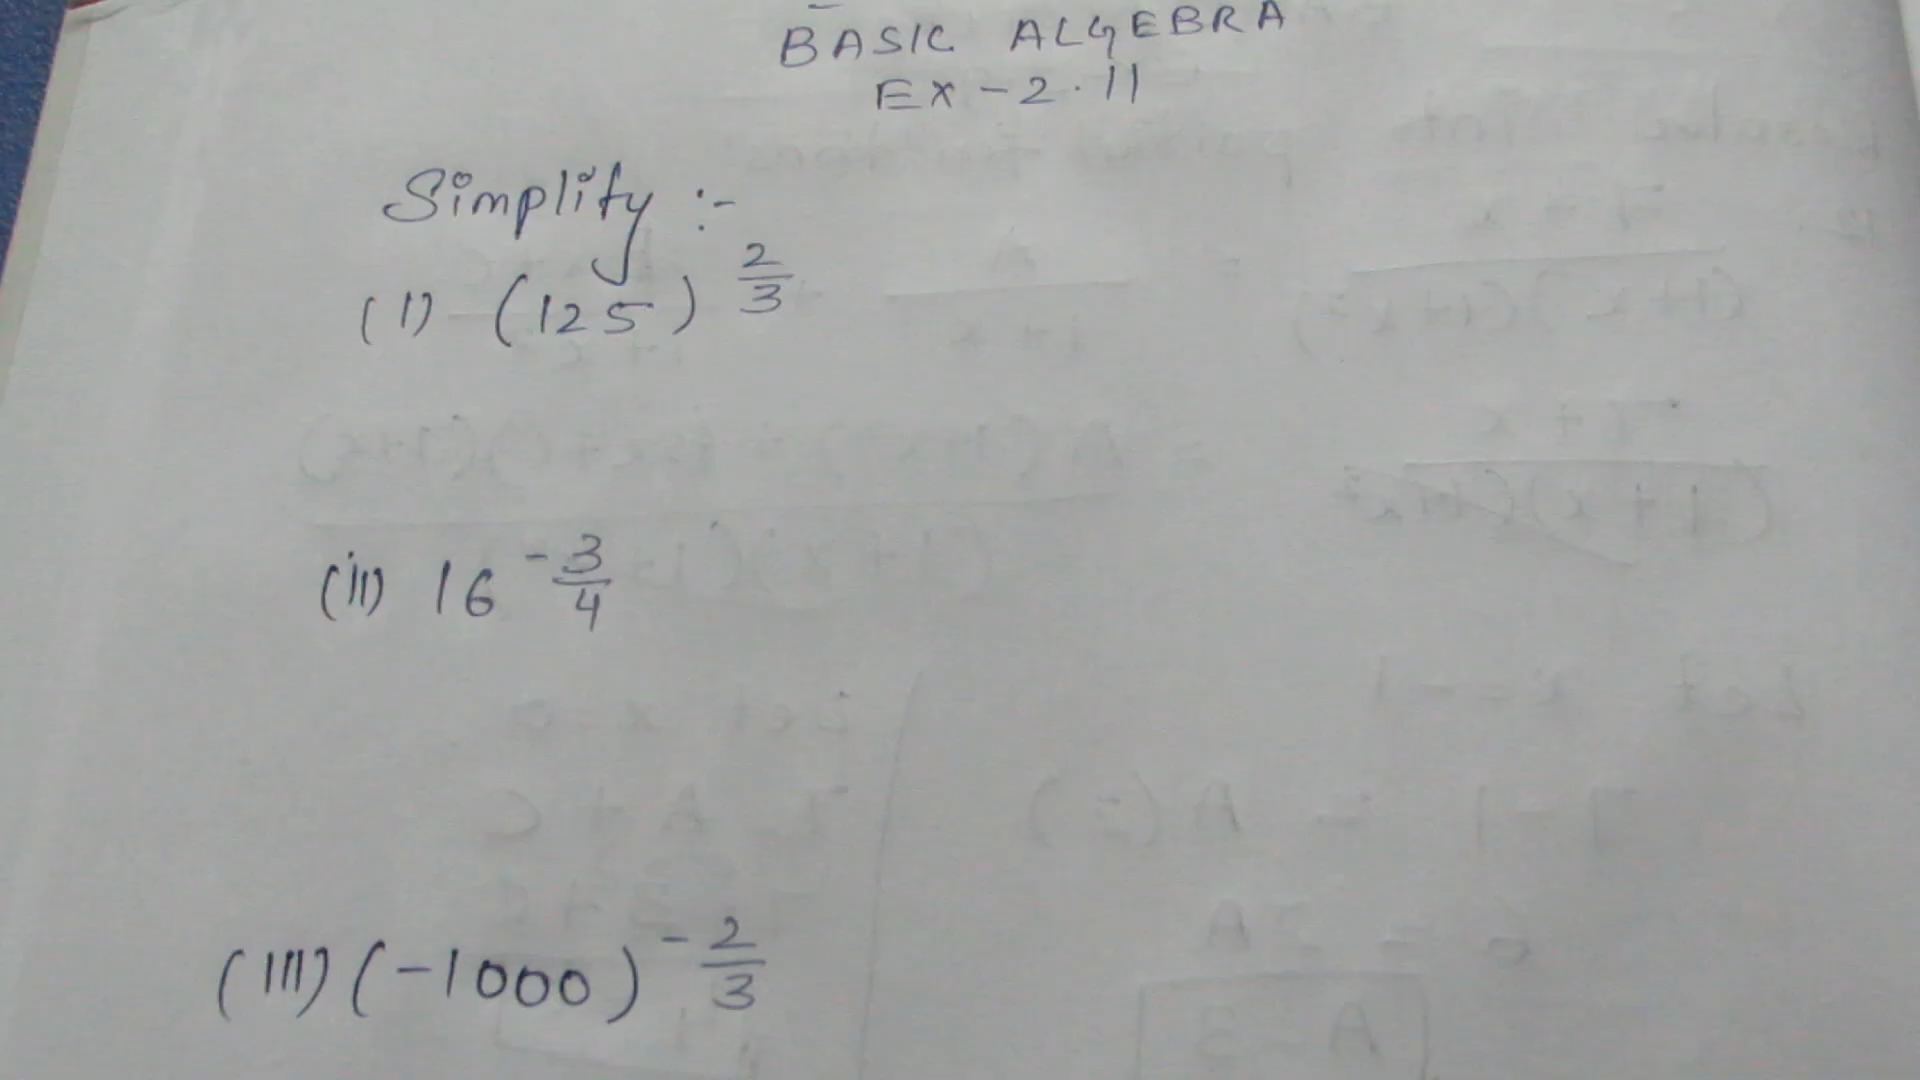 BASIC ALGEBRA
EX-2.11
Simplify :-
(i) (125)^2/3
(ii) 16^-3/4
(iii) (-1000)^-2/3